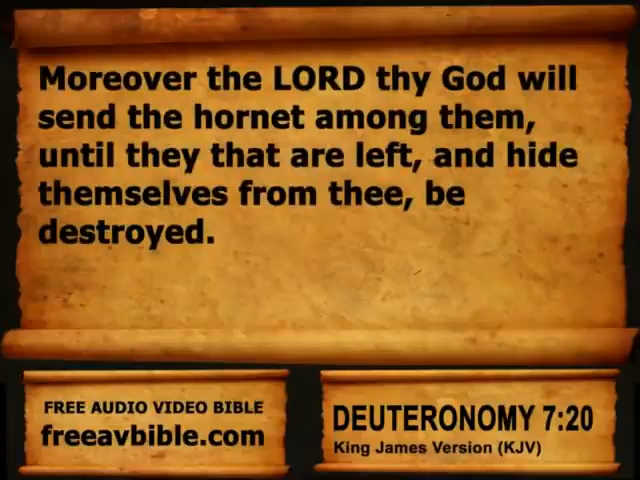 Moreover the LORD thy God will
send the hornet among them,
until they that are left, and hide
themselves from thee, be
destroyed.
FREE AUDIO VIDEO BIBLE
freeavbible.com
DEUTERONOMY 7:20
King James Version (KJV)